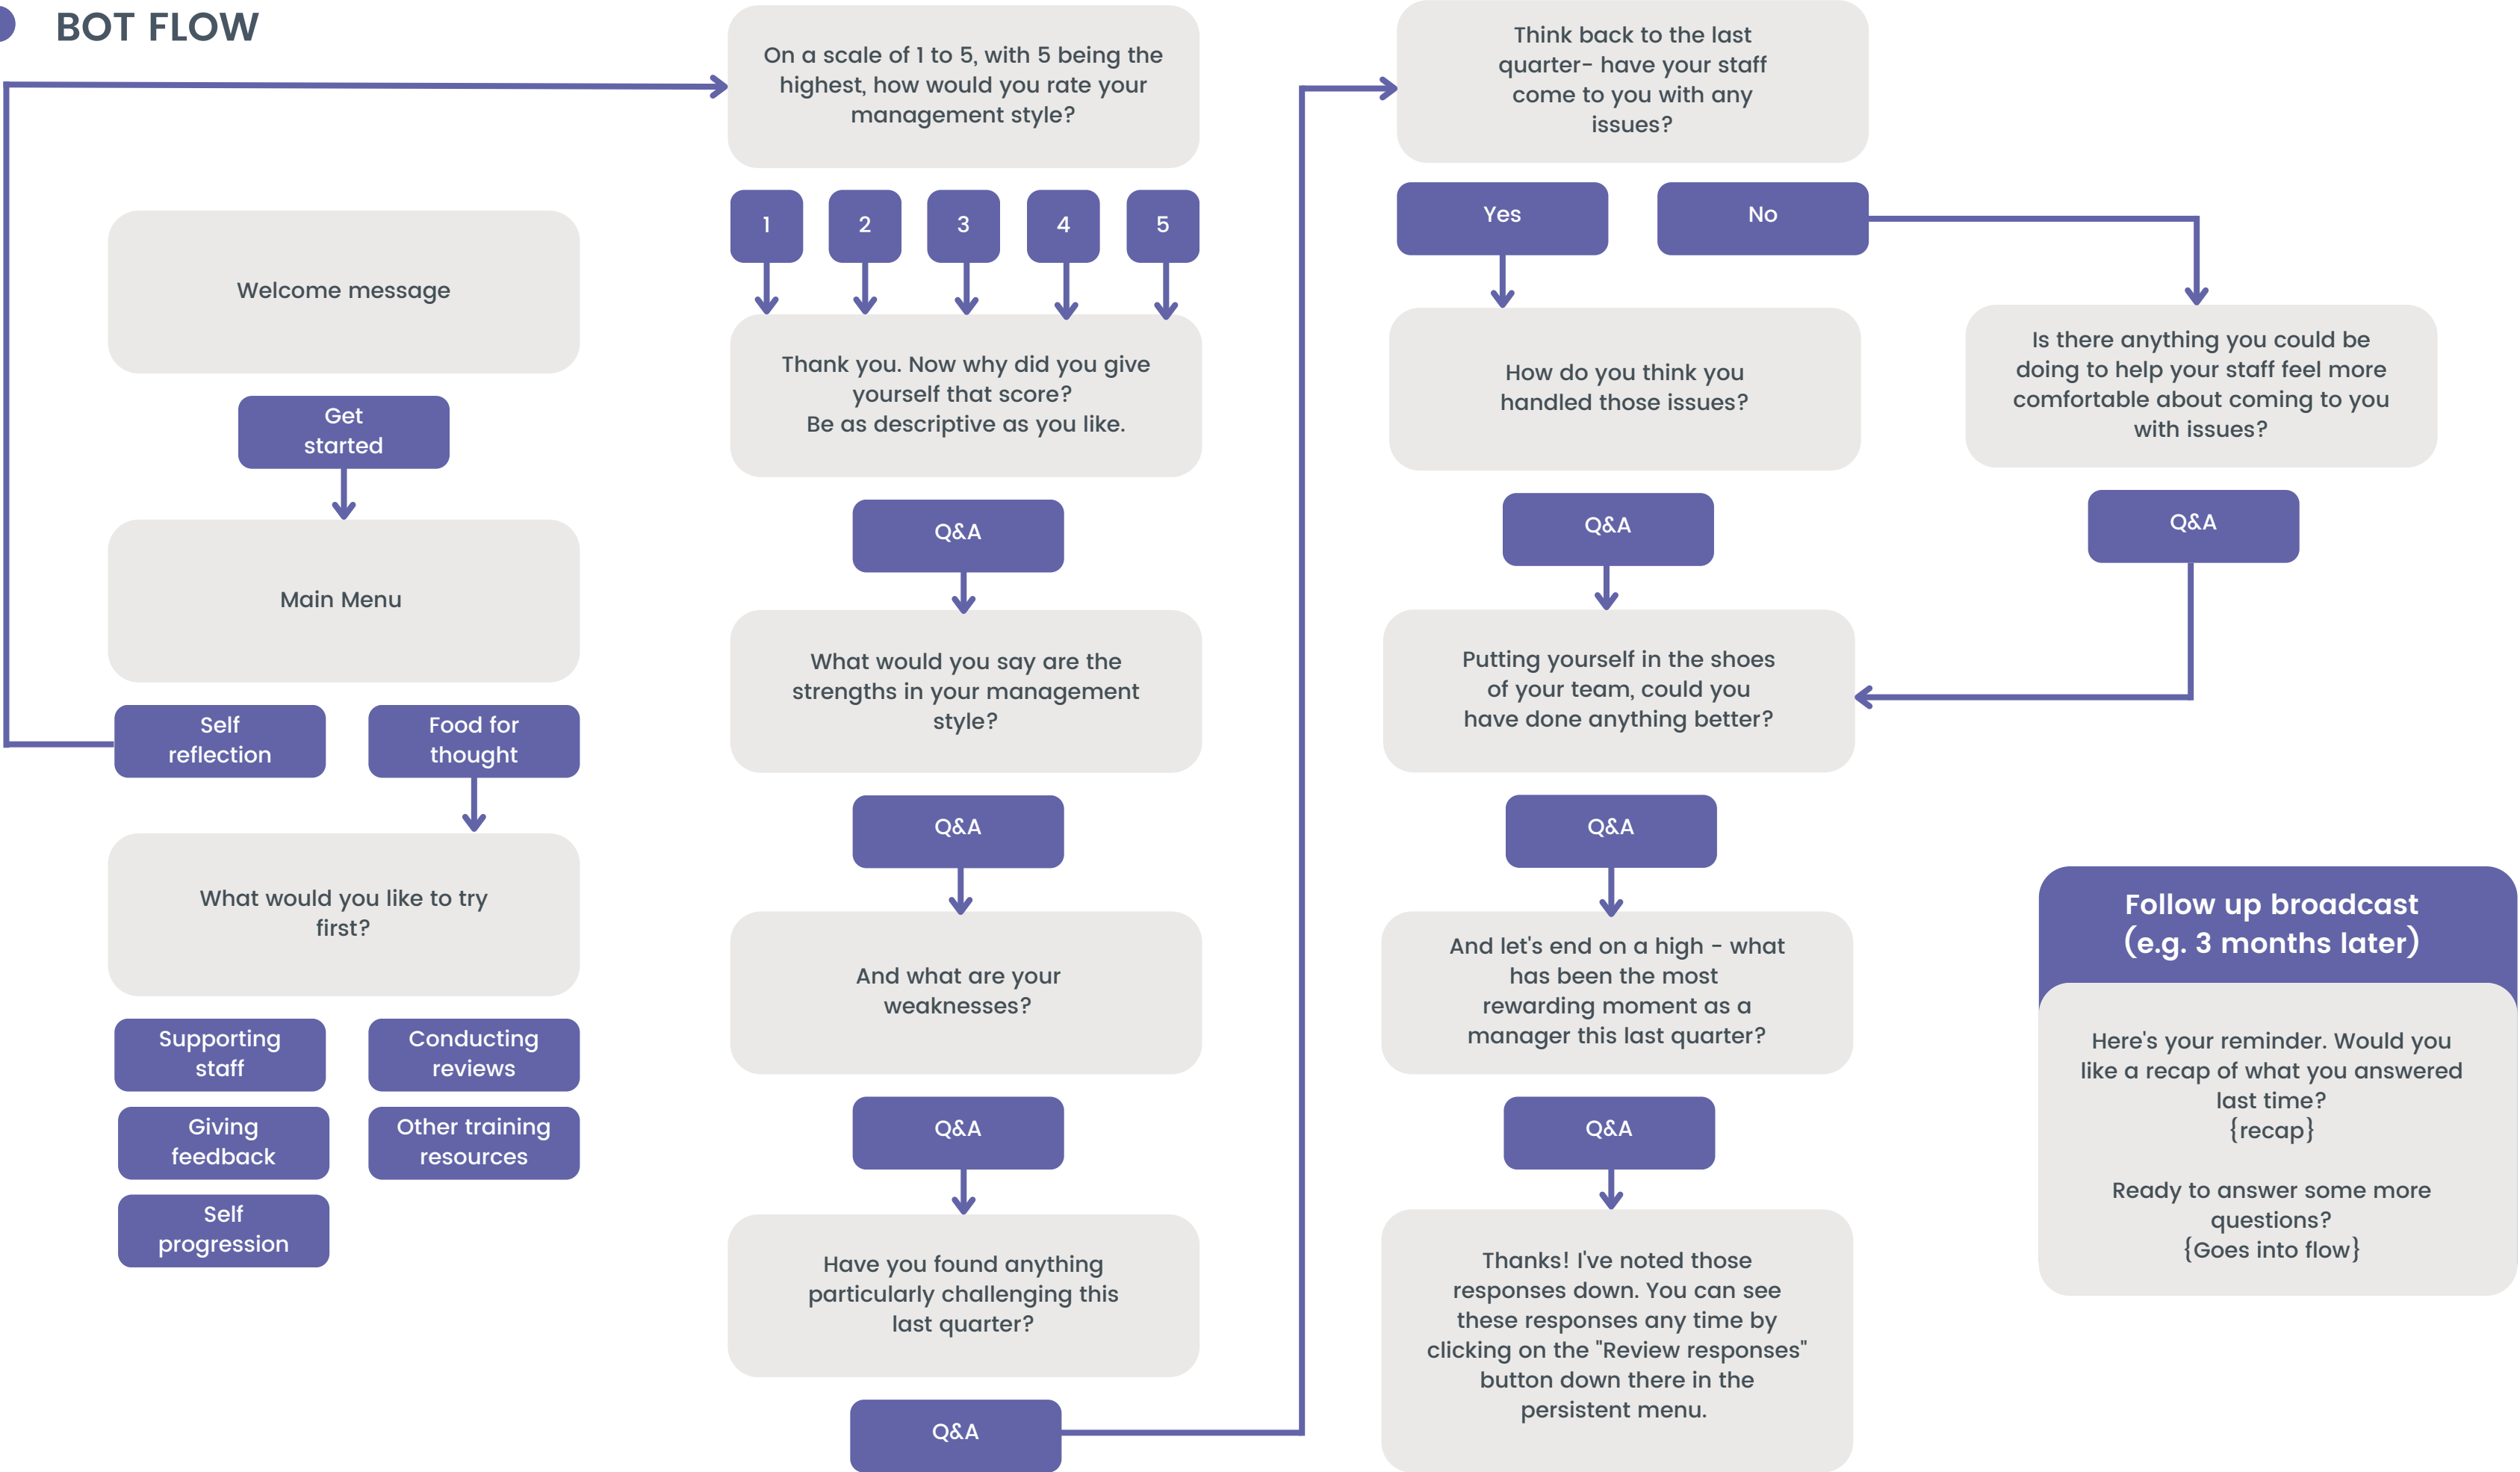 BOT FLOW
Welcome message
Get
started
Main Menu
Self
reflection
Food for
thought
What would you like to try
first?
Supporting
staff
Conducting
reviews
Giving
feedback
Other training
resources
Self
progression
On a scale of 1 to 5, with 5 being the
highest, how would you rate your
management style?
1
2
3
4
5
Thank you. Now why did you give
yourself that score?
Be as descriptive as you like.
Q&A
What would you say are the
strengths in your management
style?
Q&A
And what are your
weaknesses?
Q&A
Have you found anything
particularly challenging this
last quarter?
Q&A
Think back to the last
quarter- have your staff
come to you with any
issues?
Yes
No
How do you think you
handled those issues?
Q&A
Is there anything you could be
doing to help your staff feel more
comfortable about coming to you
with issues?
Q&A
Putting yourself in the shoes
of your team, could you
have done anything better?
Q&A
And let's end on a high - what
has been the most
rewarding moment as a
manager this last quarter?
Q&A
Thanks! I've noted those
responses down. You can see
these responses any time by
clicking on the "Review responses"
button down there in the
persistent menu.
Follow up broadcast
(e.g. 3 months later)
Here's your reminder. Would you
like a recap of what you answered
last time?
{recap}
Ready to answer some more
questions?
{Goes into flow}